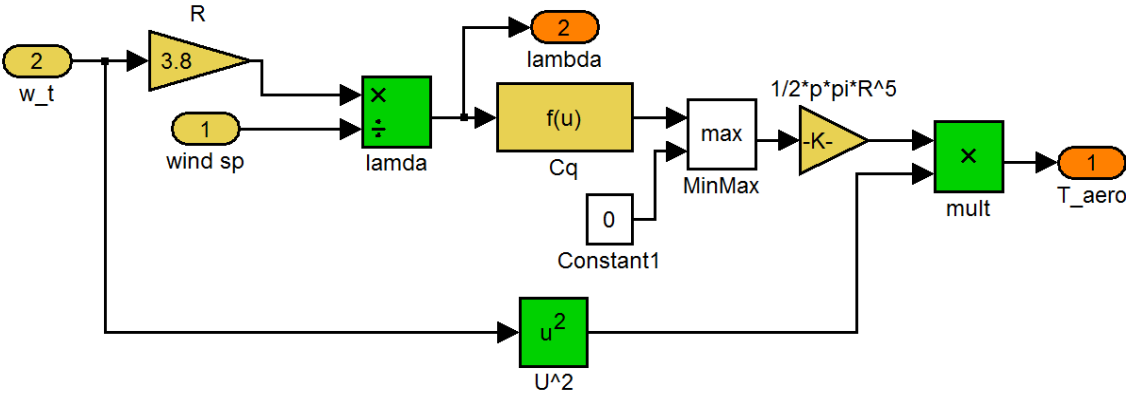 R
2
w_t
3.8
1
wind sp
×
÷
lamda
2
lambda
f(u)
Cq
0
Constant1
max
MinMax
1/2*p*pi*R^5
-K-
×
mult
1
T_aero
u^2
U^2